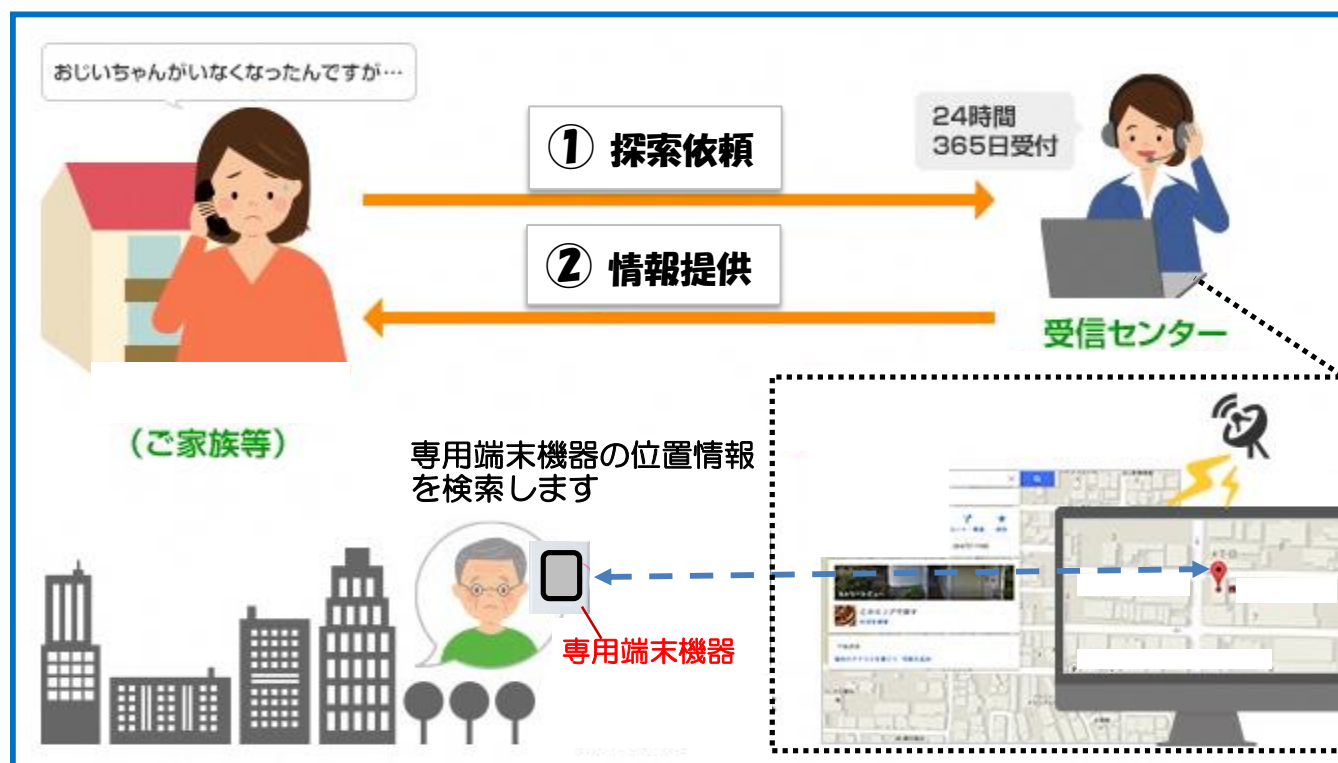 おじいちゃんがいなくなったんですが…
① 探索依頼
24時間
365日受付
② 情報提供
受信センター
（ご家族等）
専用端末機器の位置情報
を検索します
専用端末機器